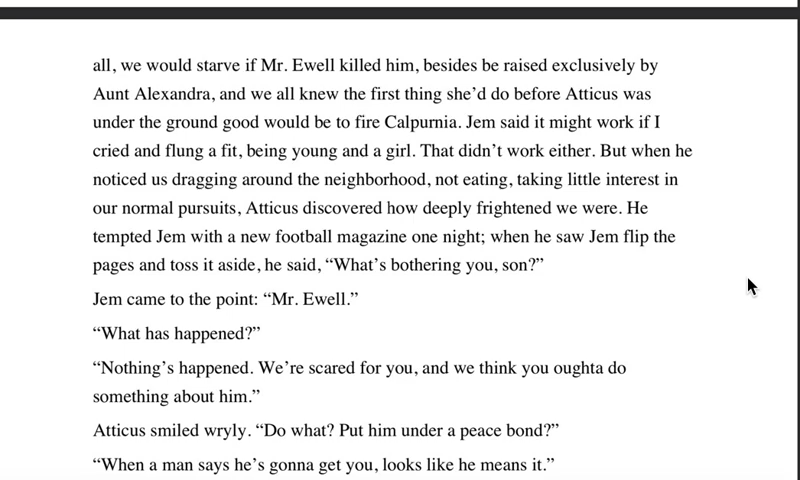 all, we would starve if Mr. Ewell killed him, besides be raised exclusively by
Aunt Alexandra, and we all knew the first thing she’d do before Atticus was
under the ground good would be to fire Calpurnia. Jem said it might work if I
cried and flung a fit, being young and a girl. That didn’t work either. But when he
noticed us dragging around the neighborhood, not eating, taking little interest in
our normal pursuits, Atticus discovered how deeply frightened we were. He
tempted Jem with a new football magazine one night; when he saw Jem flip the
pages and toss it aside, he said, “What’s bothering you, son?”
Jem came to the point: “Mr. Ewell.”
“What has happened?”
“Nothing’s happened. We’re scared for you, and we think you oughta do
something about him.”
Atticus smiled wryly. “Do what? Put him under a peace bond?”
“When a man says he’s gonna get you, looks like he means it.”